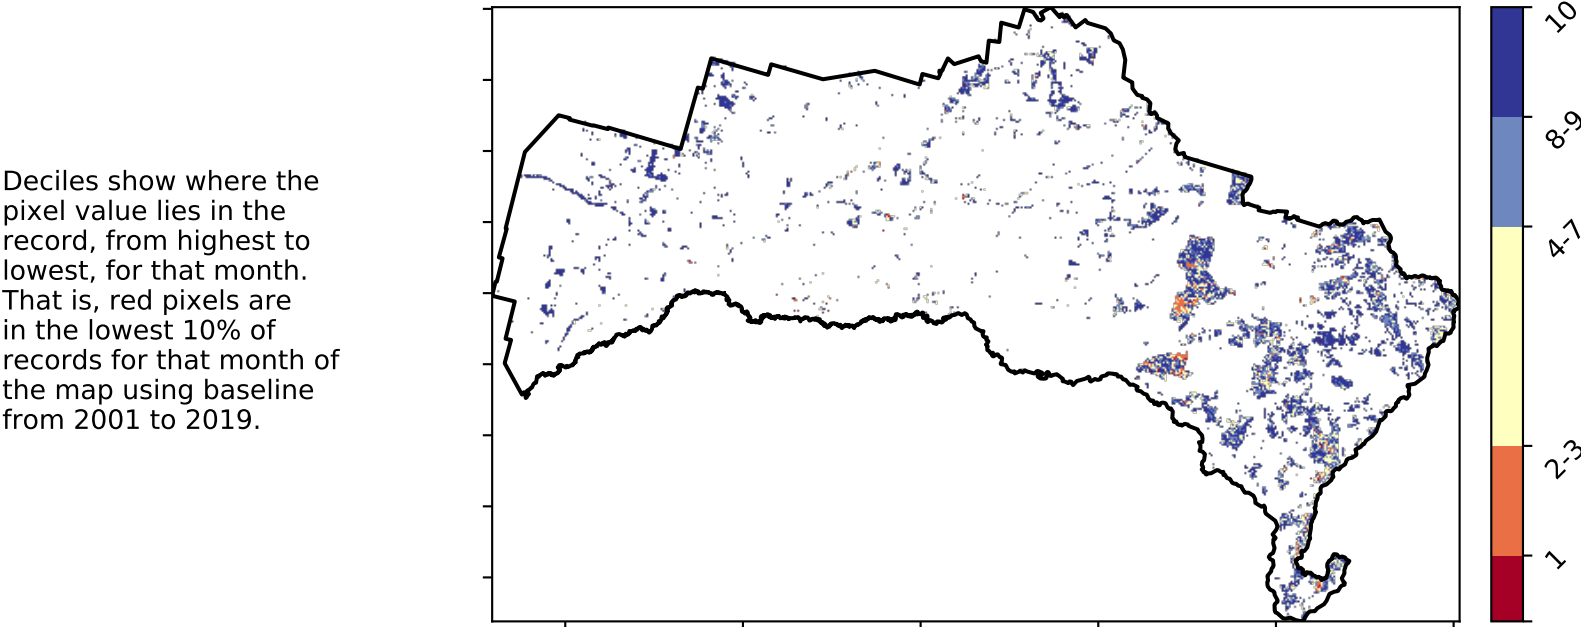 Deciles show where the
pixel value lies in the
record, from highest to
lowest, for that month.
That is, red pixels are
in the lowest 10% of
records for that month of
the map using baseline
from 2001 to 2019.
10
8-9
4-7
2-3
1